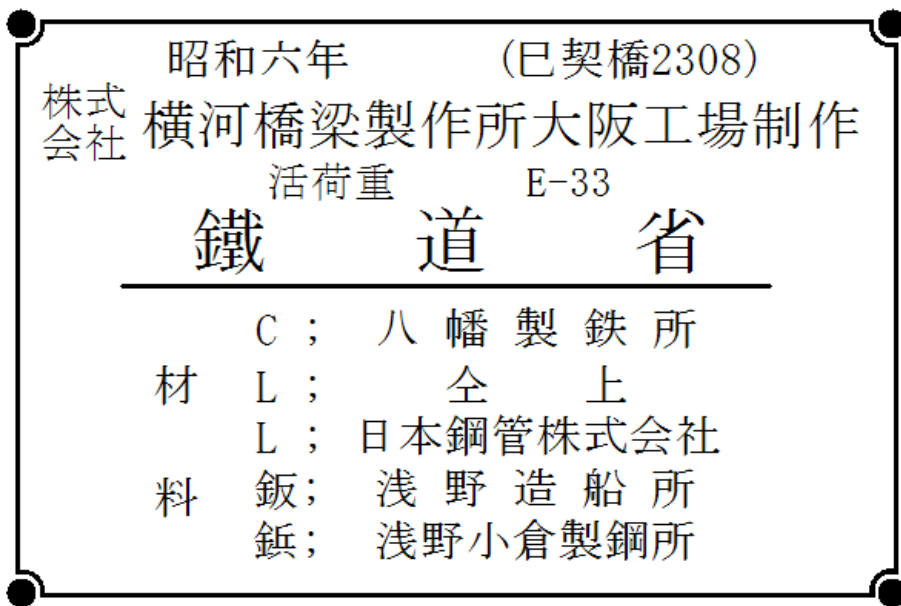 昭和六年 (巳契橋2308)
株式会社 横河橋梁製作所大阪工場制作
活荷重 E-33
鐵道省
C; 八幡製鉄所
材 L; 仝上
L; 日本鋼管株式会社
料 鈑; 浅野造船所
鋲; 浅野小倉製鋼所